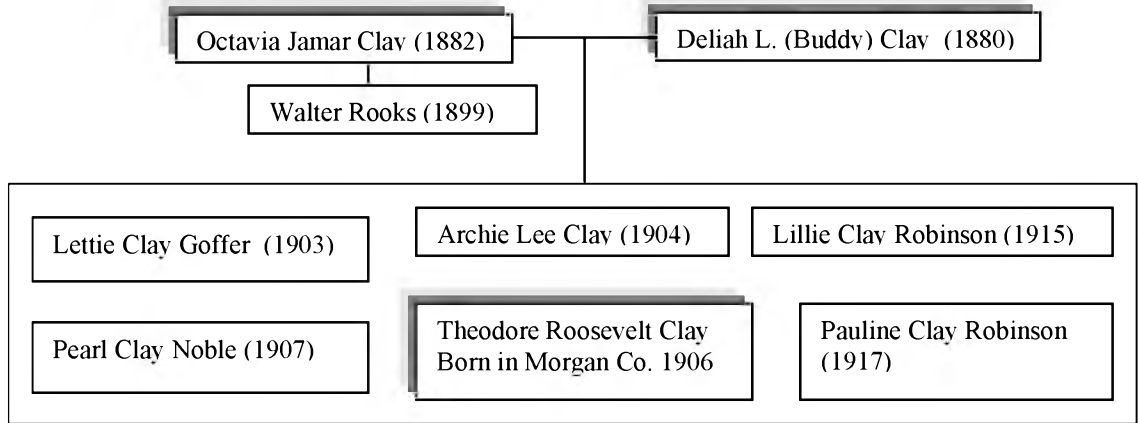 Octavia Jamar Clay (1882)
Deliah L. (Buddy) Clay (1880)
Walter Rooks (1899)
Lettie Clay Goffer (1903)
Archie Lee Clay (1904)
Lillie Clay Robinson (1915)
Pearl Clay Noble (1907)
Theodore Roosevelt Clay
Born in Morgan Co. 1906
Pauline Clay Robinson
(1917)